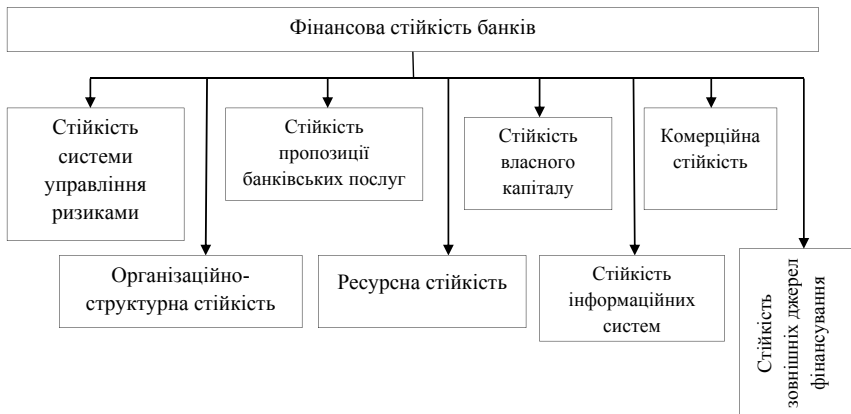 Фінансова стійкість банків
Стійкість
системи
управління
ризиками
Стійкість
пропозиції
банківських послуг
Стійкість
власного
капіталу
Комерційна
стійкість
Організаційно-
структурна стійкість
Ресурсна стійкість
Стійкість
інформаційних
систем
Стійкість
зовнішніх джерел
фінансування